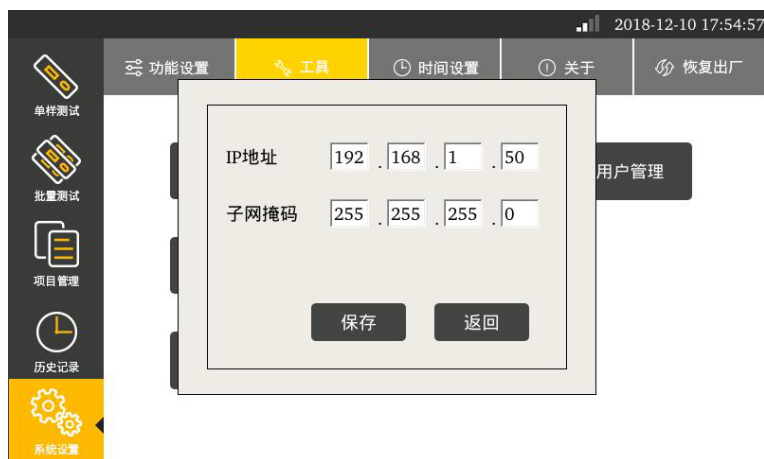 2018-12-10 17:54:57
功能设置 工具 时间设置 关于 恢复出厂
单样测试
批量测试
项目管理
历史记录
系统设置
IP地址 192 . 168 . 1 . 50
子网掩码 255 . 255 . 255 . 0
保存 返回
用户管理